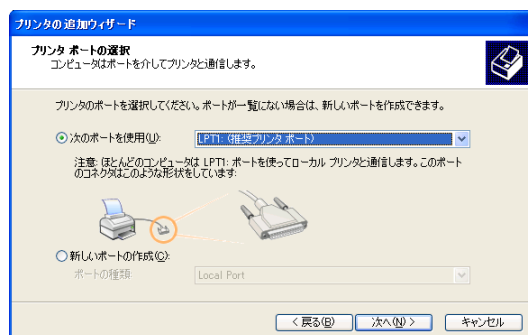 プリンタの追加ウィザード
プリンタ ポートの選択
コンピュータはポートを介してプリンタと通信します。
プリンタのポートを選択してください。ポートが一覧にない場合は、新しいポートを作成できます。
次のポートを使用(U):
LPT1: (推奨プリンタ ポート)
注意: ほとんどのコンピュータは LPT1: ポートを使ってローカル プリンタと通信します。このポート
のコネクタはこのような形状をしています:
新しいポートの作成(C):
ポートの種類
Local Port
< 戻る(B)
次へ(N) >
キャンセル